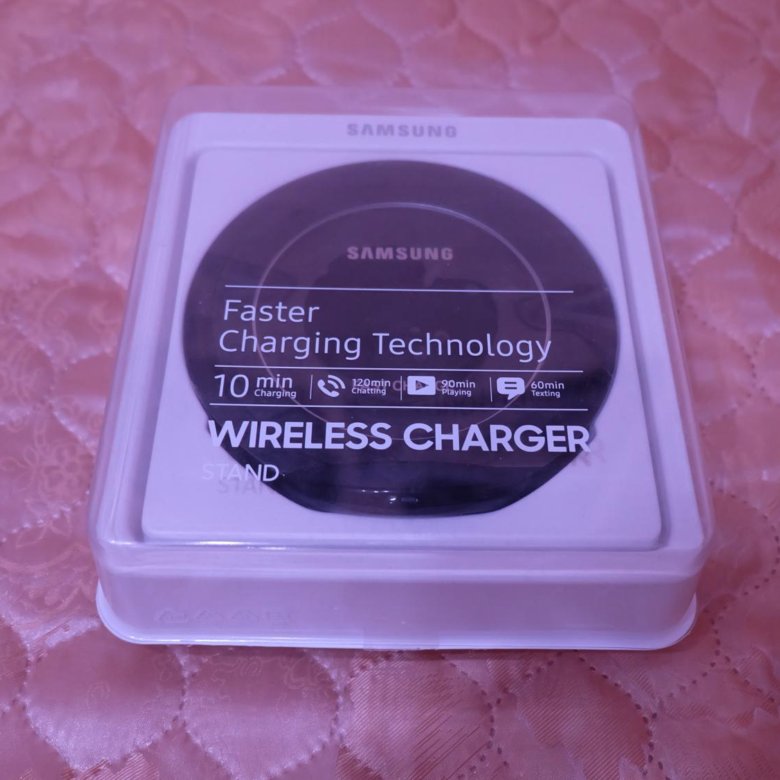 SAMSUNG
SAMSUNG
Faster
Charging Technology
10 min Charging 120min Chatting 90min Playing 60min Texting
WIRELESS CHARGER
STAND